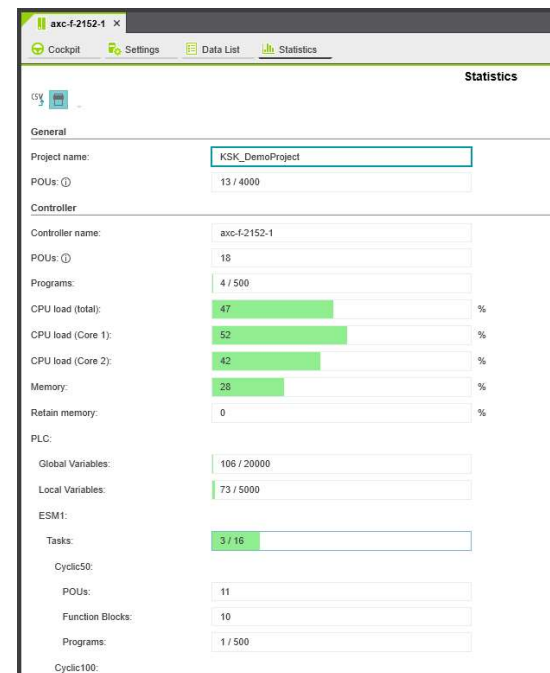 axc-f-2152-1 ×
Cockpit Settings Data List Statistics
Statistics
CSV
General
Project name: KSK_DemoProject
POUs: 13 / 4000
Controller
Controller name: axc-f-2152-1
POUs: 18
Programs: 4 / 500
CPU load (total): 47 %
CPU load (Core 1): 52 %
CPU load (Core 2): 42 %
Memory: 28 %
Retain memory: 0 %
PLC:
Global Variables: 106 / 20000
Local Variables: 73 / 5000
ESM1:
Tasks: 3 / 16
Cyclic50:
POUs: 11
Function Blocks: 10
Programs: 1 / 500
Cyclic100: